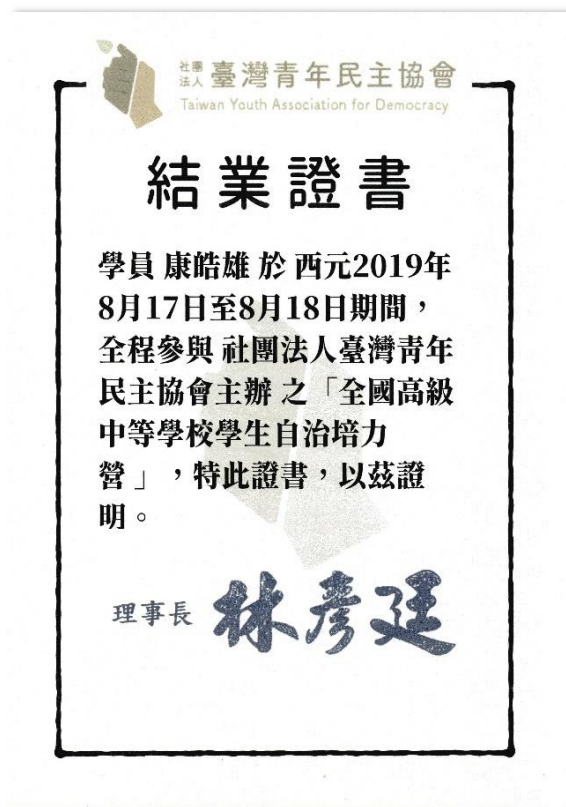 社團法人 臺灣青年民主協會
Taiwan Youth Association for Democracy
結業證書
學員 康皓雄 於 西元2019年
8月17日至8月18日期間，
全程參與 社團法人臺灣青年
民主協會主辦 之「全國高級
中等學校學生自治培力
營 」，特此證書，以茲證
明。
理事長 林彥廷